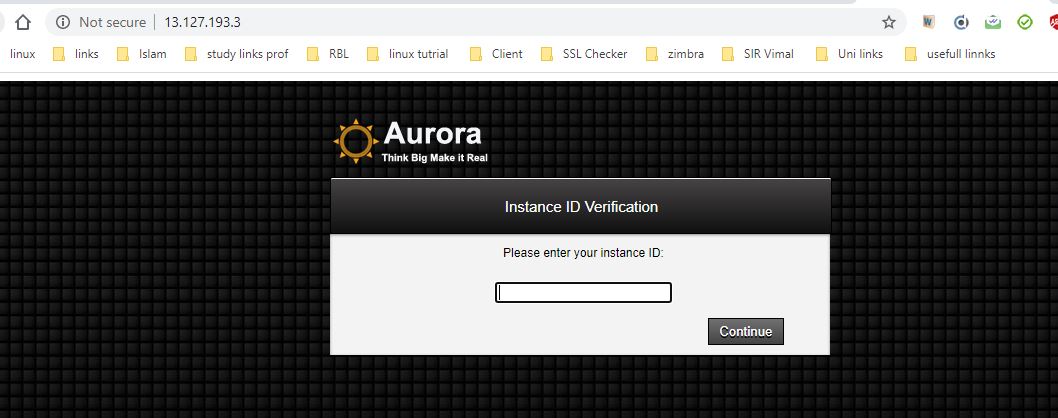 Not secure | 13.127.193.3
linux links Islam study links prof RBL linux tutrial Client SSL Checker zimbra SIR Vimal Uni links usefull linnks
Aurora
Think Big Make it Real
Instance ID Verification
Please enter your instance ID:
Continue